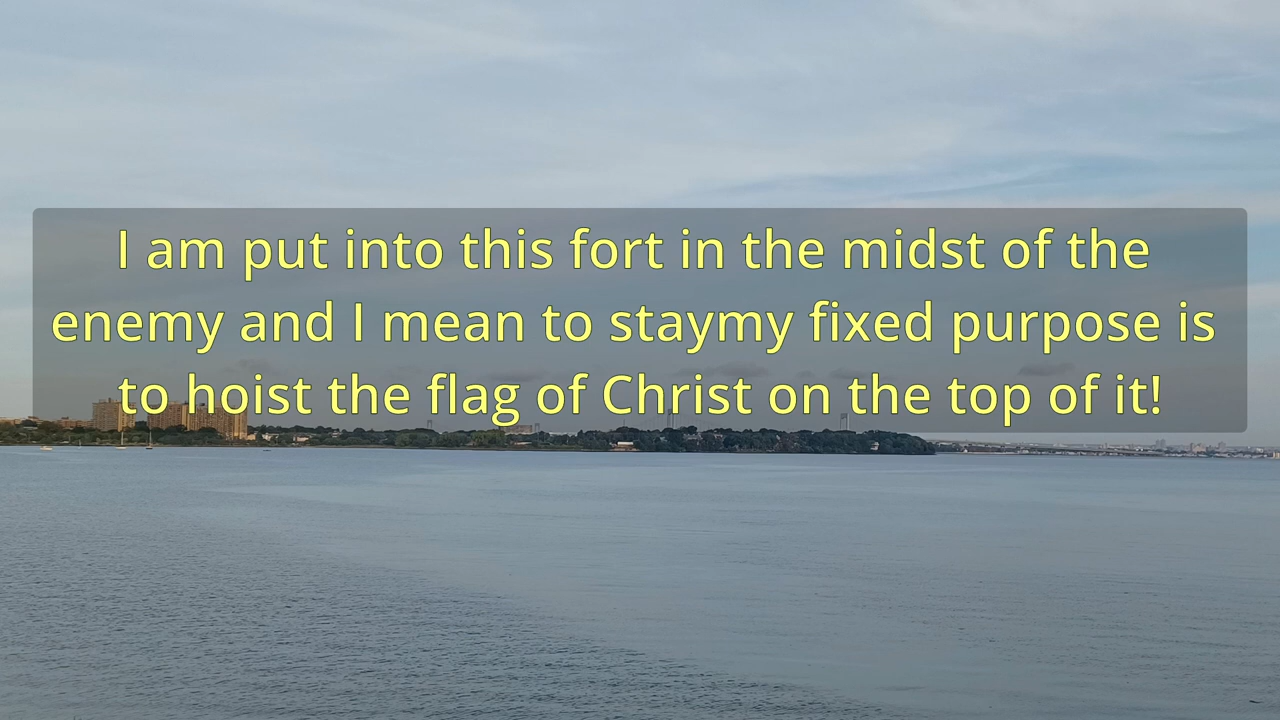 I am put into this fort in the midst of the
enemy and I mean to staymy fixed purpose is
to hoist the flag of Christ on the top of it!